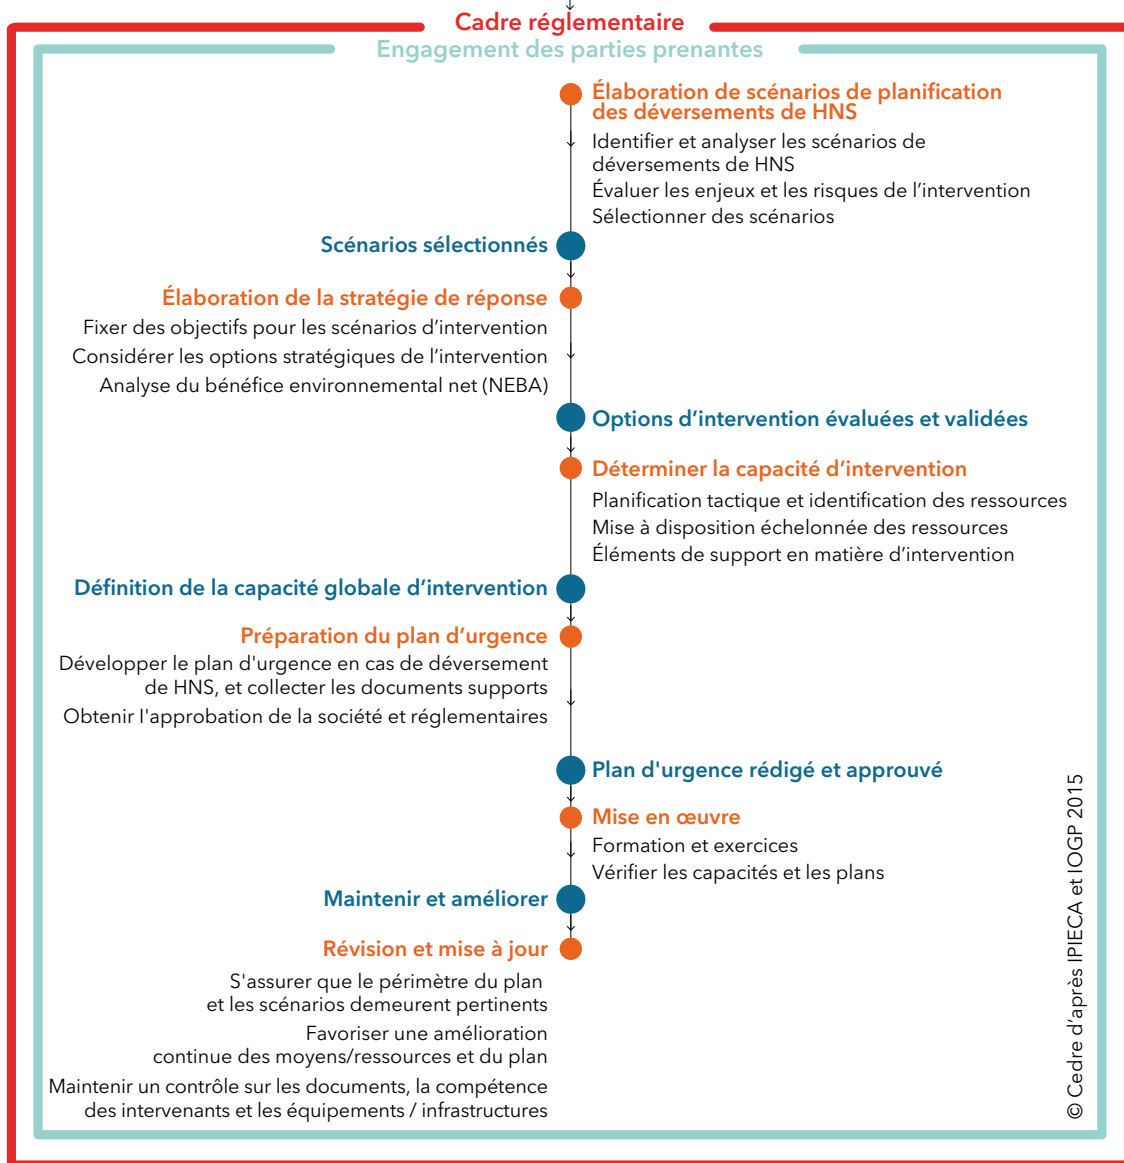 Cadre réglementaire
Engagement des parties prenantes
Élaboration de scénarios de planification
des déversements de HNS
Identifier et analyser les scénarios de
déversements de HNS
Évaluer les enjeux et les risques de l’intervention
Sélectionner des scénarios
Scénarios sélectionnés
Élaboration de la stratégie de réponse
Fixer des objectifs pour les scénarios d’intervention
Considérer les options stratégiques de l’intervention
Analyse du bénéfice environnemental net (NEBA)
Options d’intervention évaluées et validées
Déterminer la capacité d’intervention
Planification tactique et identification des ressources
Mise à disposition échelonnée des ressources
Éléments de support en matière d’intervention
Définition de la capacité globale d’intervention
Préparation du plan d’urgence
Développer le plan d'urgence en cas de déversement
de HNS, et collecter les documents supports
Obtenir l'approbation de la société et réglementaires
Plan d'urgence rédigé et approuvé
Mise en œuvre
Formation et exercices
Vérifier les capacités et les plans
Maintenir et améliorer
Révision et mise à jour
S'assurer que le périmètre du plan
et les scénarios demeurent pertinents
Favoriser une amélioration
continue des moyens/ressources et du plan
Maintenir un contrôle sur les documents, la compétence
des intervenants et les équipements / infrastructures
© Cedre d’après IPIECA et IOGP 2015